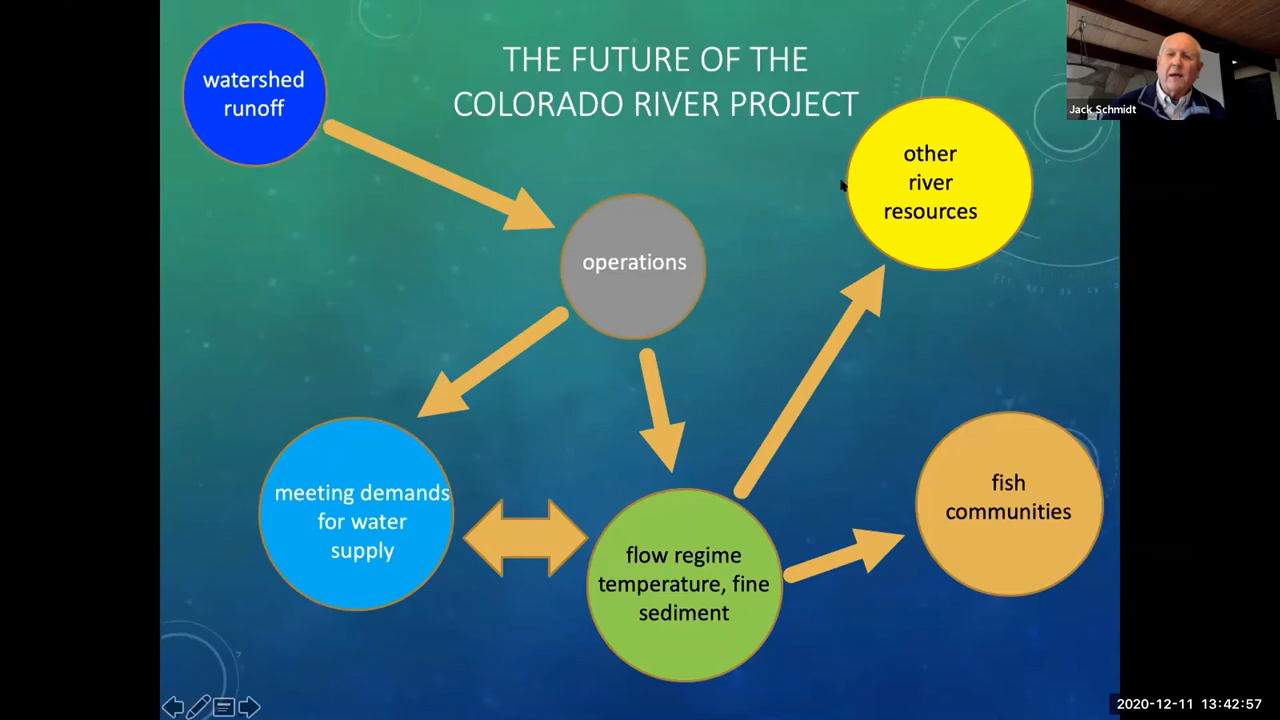 THE FUTURE OF THE
COLORADO RIVER PROJECT
watershed
runoff
Jack Schmidt
other
river
resources
operations
meeting demands
for water
supply
flow regime
temperature, fine
sediment
fish
communities
2020-12-11 13:42:57